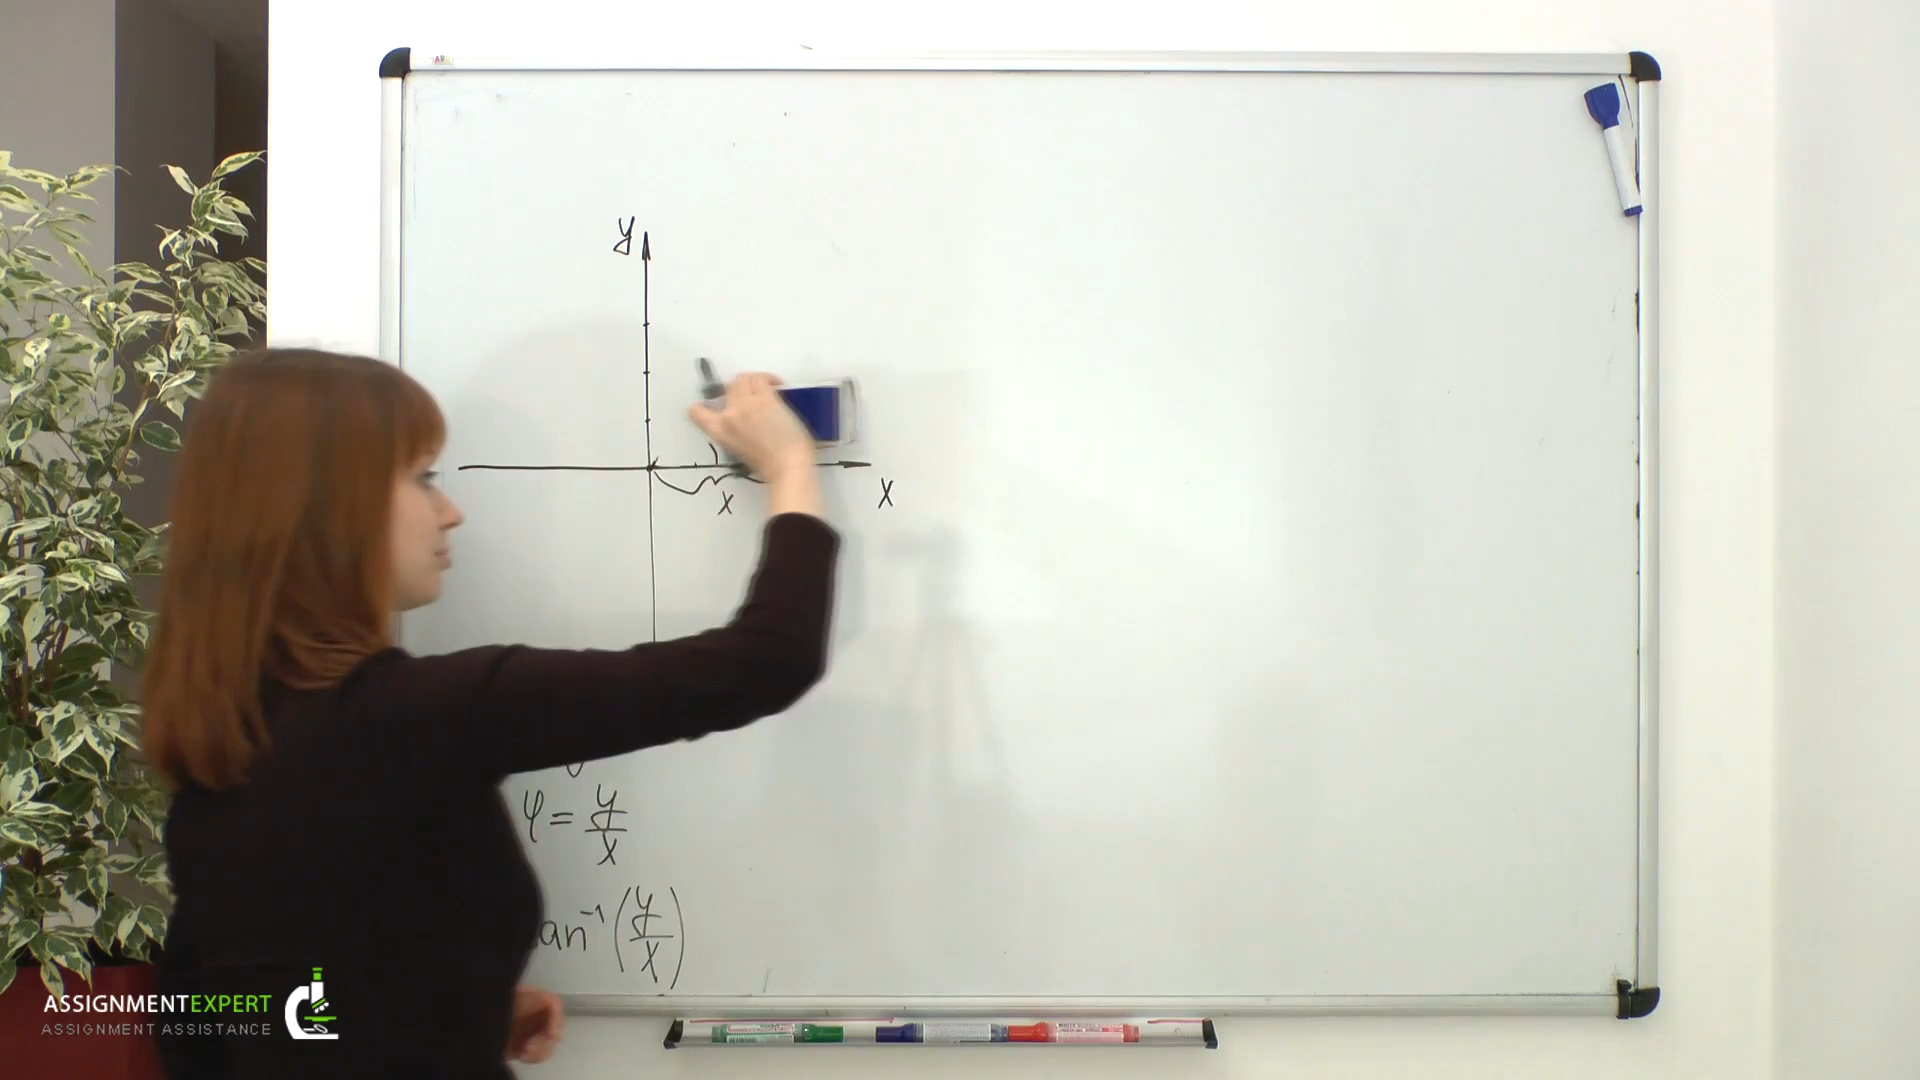 y
x
x
φ = y/x
an⁻¹(y/x)
ASSIGNMENTEXPERT
ASSIGNMENT ASSISTANCE